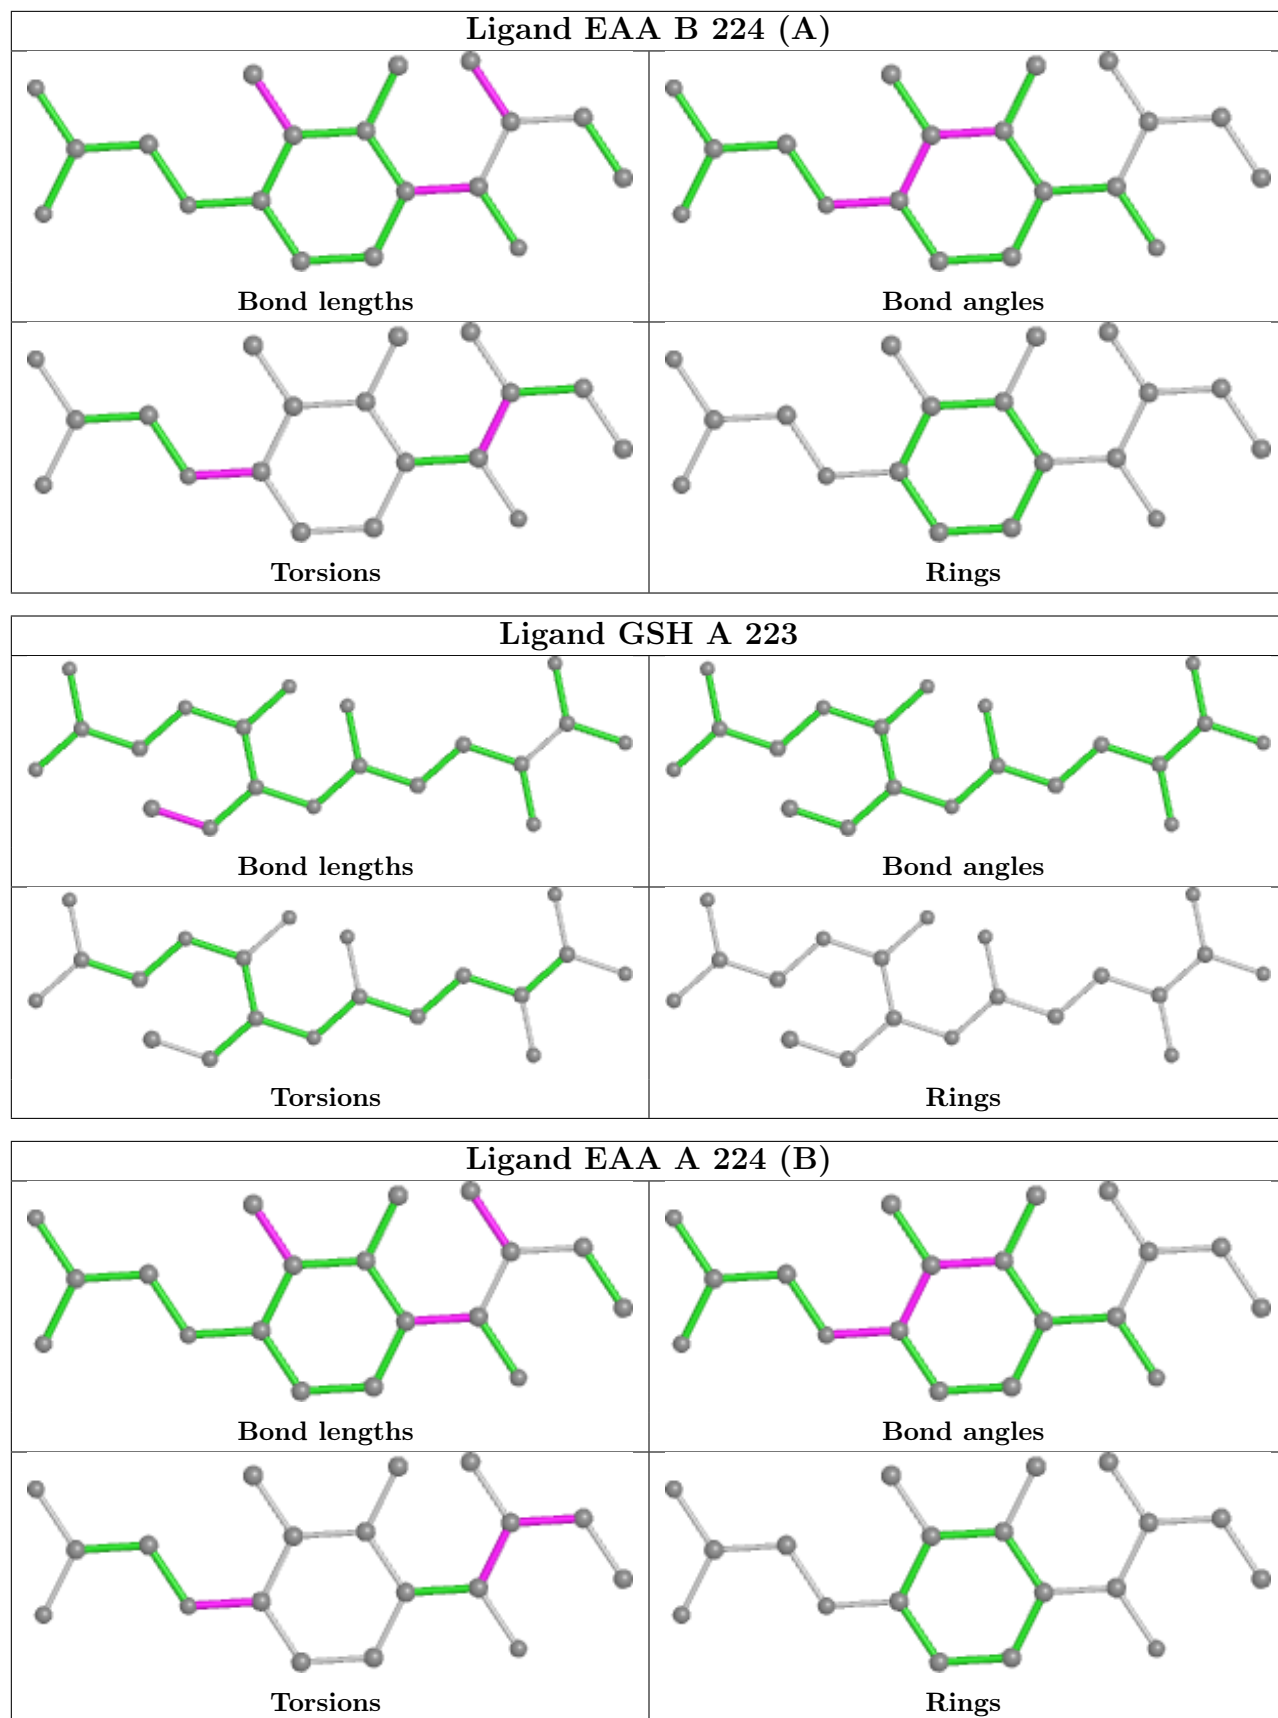 Ligand EAA B 224 (A)
Bond lengths
Bond angles
Torsions
Rings
Ligand GSH A 223
Bond lengths
Bond angles
Torsions
Rings
Ligand EAA A 224 (B)
Bond lengths
Bond angles
Torsions
Rings